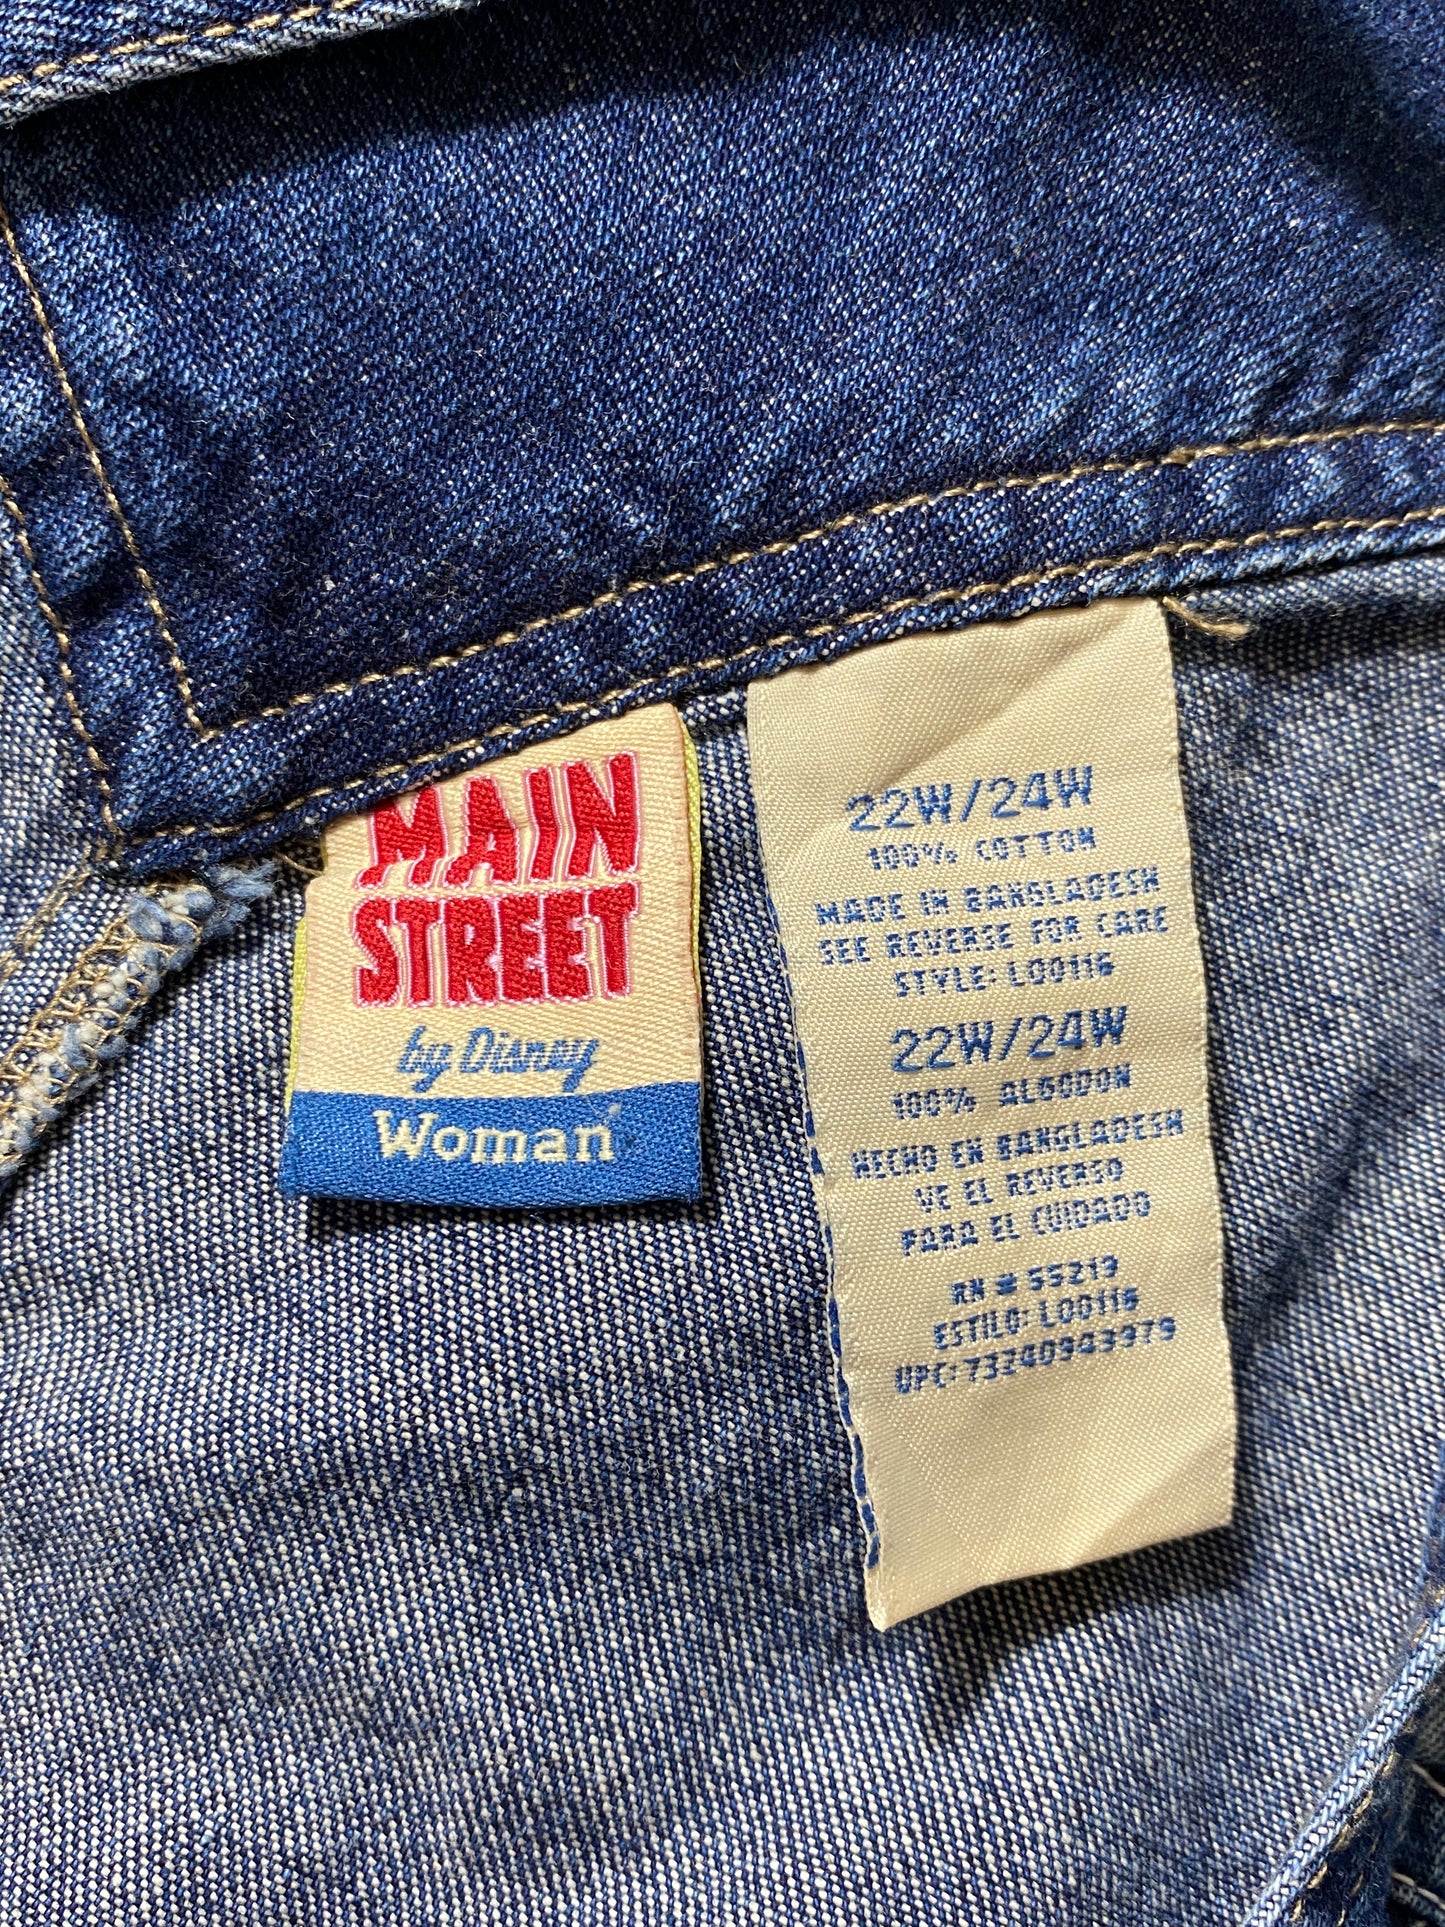 MAIN
STREET
by Disney
Woman
22W/24W
100% COTTON
MADE IN BANGLADESH
SEE REVERSE FOR CARE
STYLE: L00116
22W/24W
100% ALGODON
HECHO EN BANGLADESH
VE EL REVERSO
PARA EL CUIDADO
RN # 55219
ESTILO: L00116
UPC: 732409943979